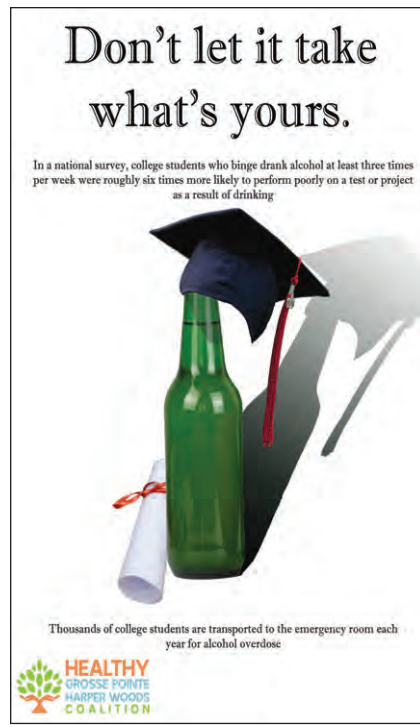 Don't let it take
what's yours.
In a national survey, college students who binge drank alcohol at least three times
per week were roughly six times more likely to perform poorly on a test or project
as a result of drinking
Thousands of college students are transported to the emergency room each
year for alcohol overdose
HEALTHY
GROSSE POINTE
HARPER WOODS
COALITION